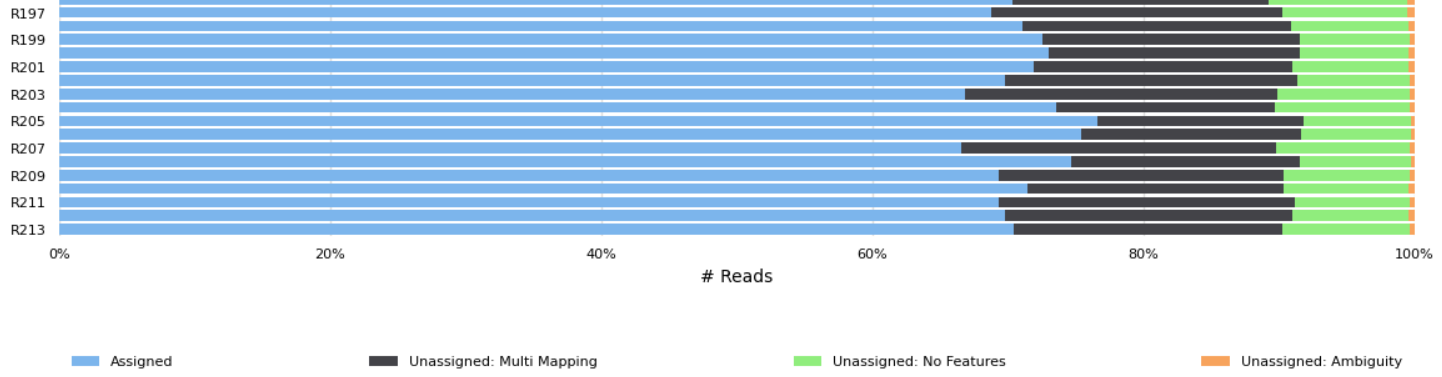 R197
R199
R201
R203
R205
R207
R209
R211
R213
0% 20% 40% 60% 80% 100%
# Reads
Assigned Unassigned: Multi Mapping Unassigned: No Features Unassigned: Ambiguity